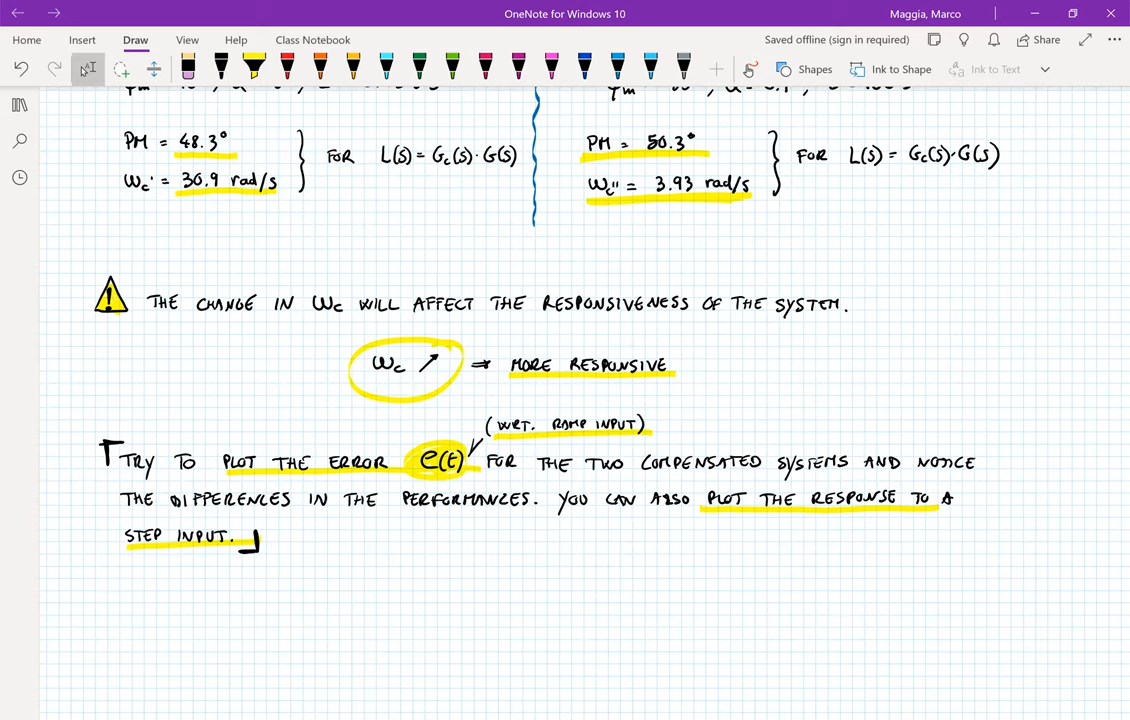 OneNote for Windows 10
Maggia, Marco
Home Insert Draw View Help Class Notebook
Saved offline (sign in required)
Share
Shapes
Ink to Shape
Ink to Text
PM = 48.3°
ωc' = 30.9 rad/s
} FOR L(s) = Gc(s)·G(s)
PM = 50.3°
ωc'' = 3.93 rad/s
} FOR L(s) = Gc(s)·G(s)
! THE CHANGE IN ωc WILL AFFECT THE RESPONSIVENESS OF THE SYSTEM.
ωc ↗ ⇒ MORE RESPONSIVE
(WRT. RAMP INPUT)
TRY TO PLOT THE ERROR e(t) FOR THE TWO COMPENSATED SYSTEMS AND NOTICE
THE DIFFERENCES IN THE PERFORMANCES. YOU CAN ALSO PLOT THE RESPONSE TO A
STEP INPUT.